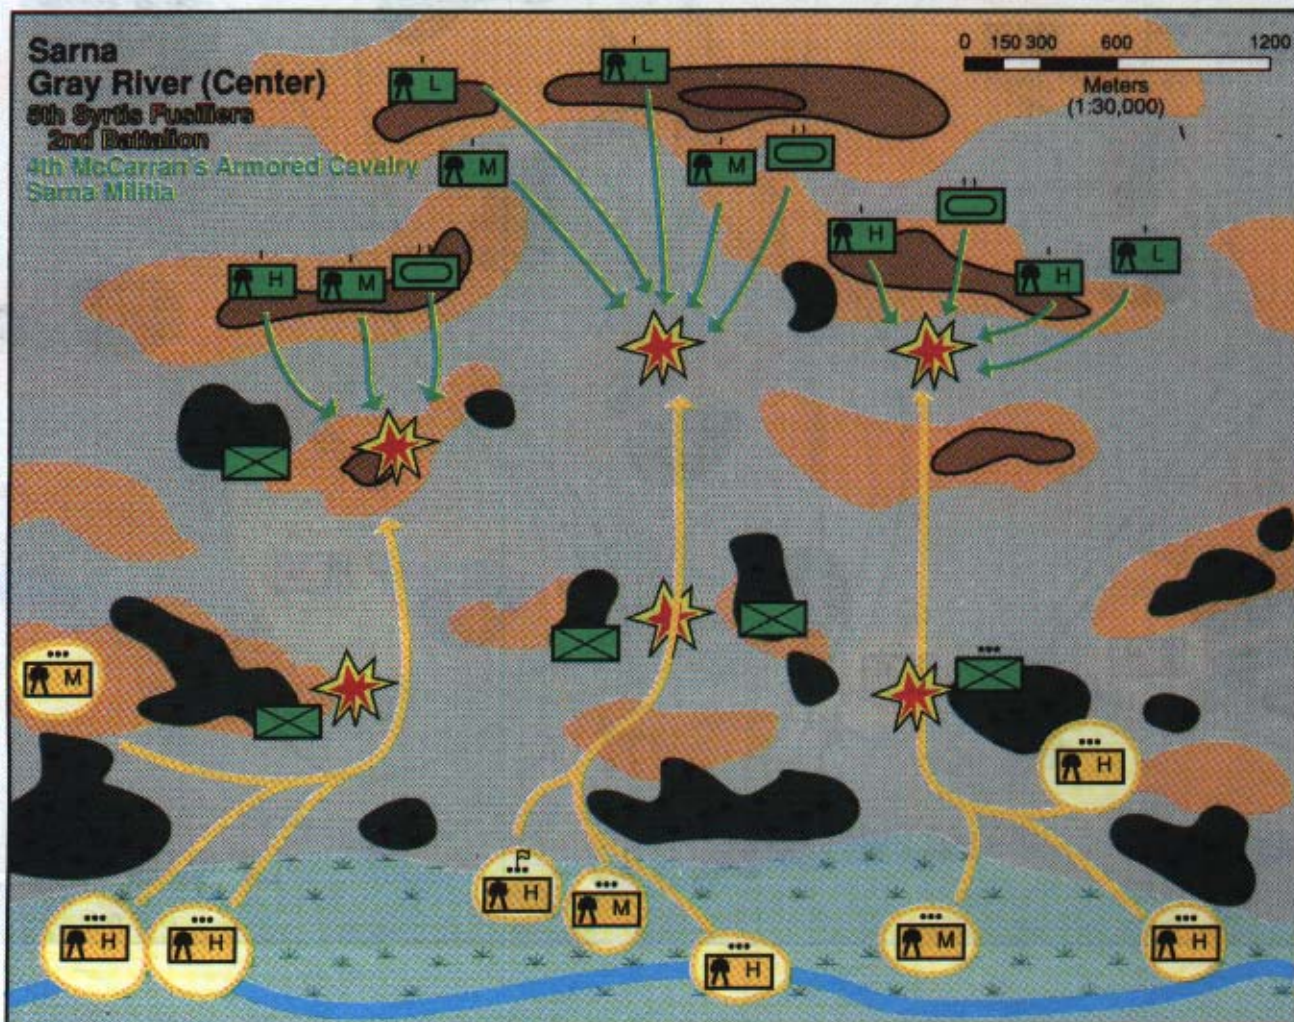 Sarna
Gray River (Center)
5th Syrtis Fusiliers
2nd Battalion
4th McCarran's Armored Cavalry
Sarna Militia
0 150 300 600 1200
Meters
(1:30,000)
L
L
M
M
H
H
L
H
M
M
H
H
M
H
H
H
M
H